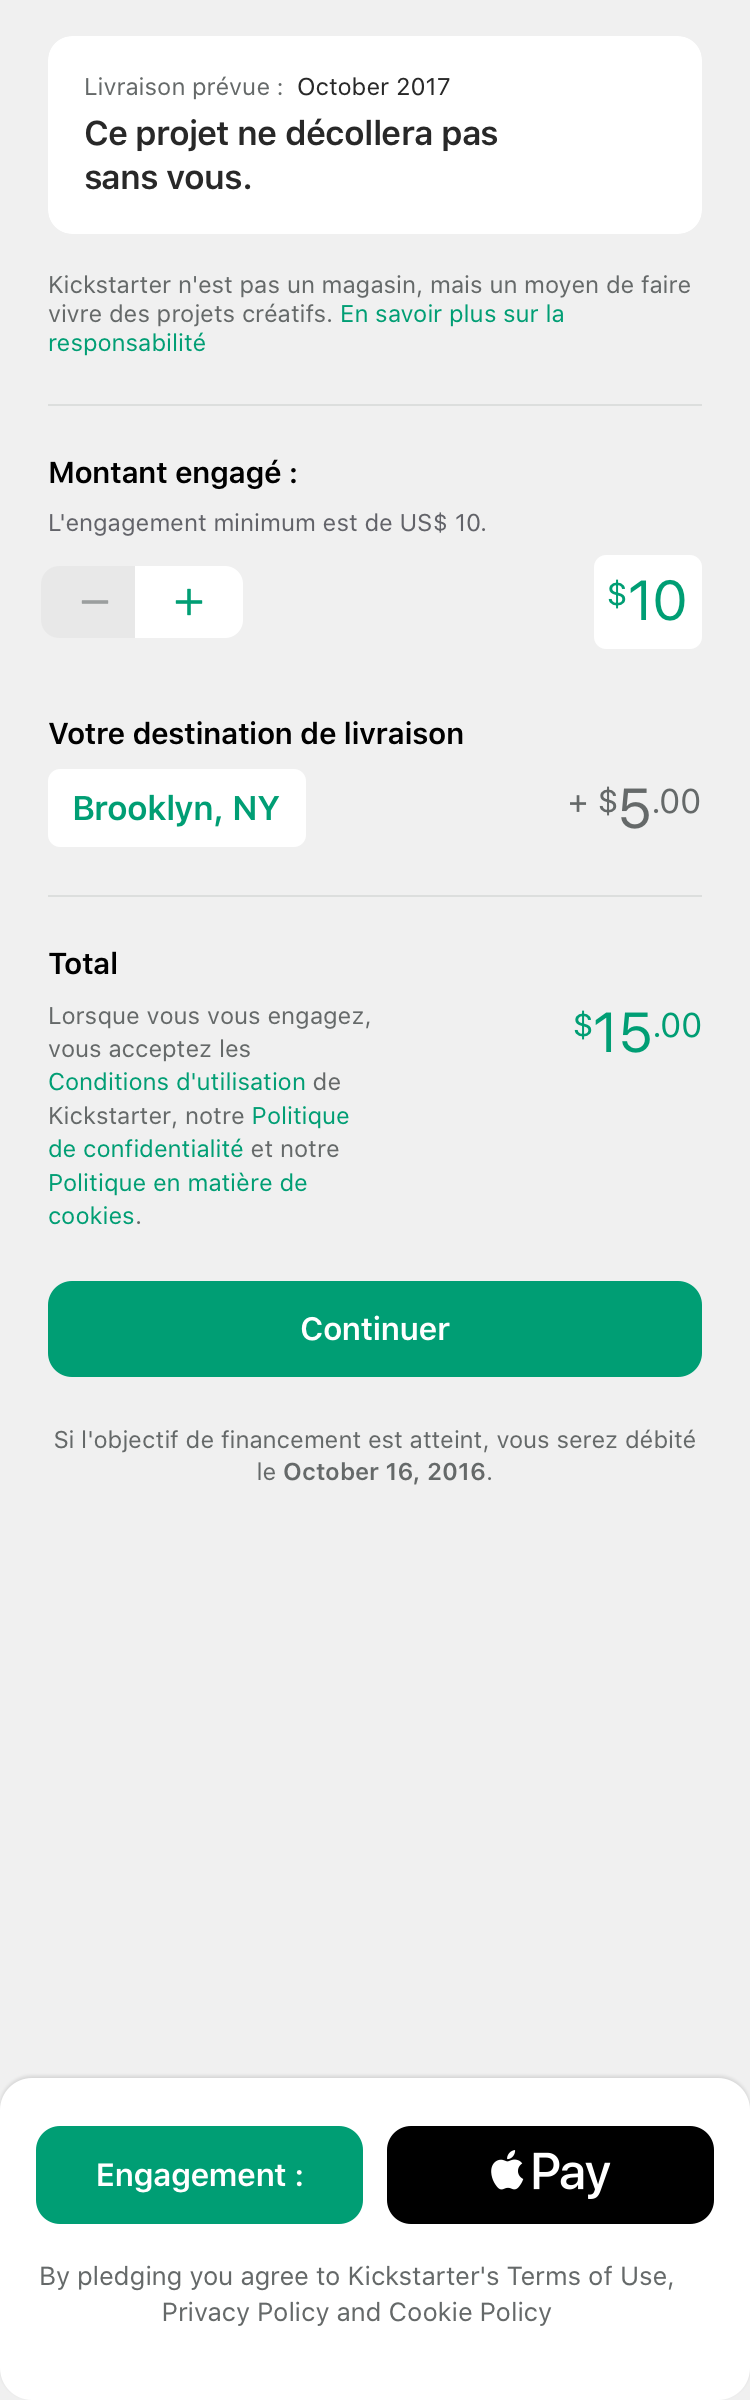 Livraison prévue : October 2017
Ce projet ne décollera pas
sans vous.
Kickstarter n'est pas un magasin, mais un moyen de faire
vivre des projets créatifs. En savoir plus sur la
responsabilité
Montant engagé :
L'engagement minimum est de US$ 10.
− + $10
Votre destination de livraison
Brooklyn, NY + $5.00
Total
Lorsque vous vous engagez,
vous acceptez les
Conditions d'utilisation de
Kickstarter, notre Politique
de confidentialité et notre
Politique en matière de
cookies.
$15.00
Continuer
Si l'objectif de financement est atteint, vous serez débité
le October 16, 2016.
Engagement : Pay
By pledging you agree to Kickstarter's Terms of Use,
Privacy Policy and Cookie Policy